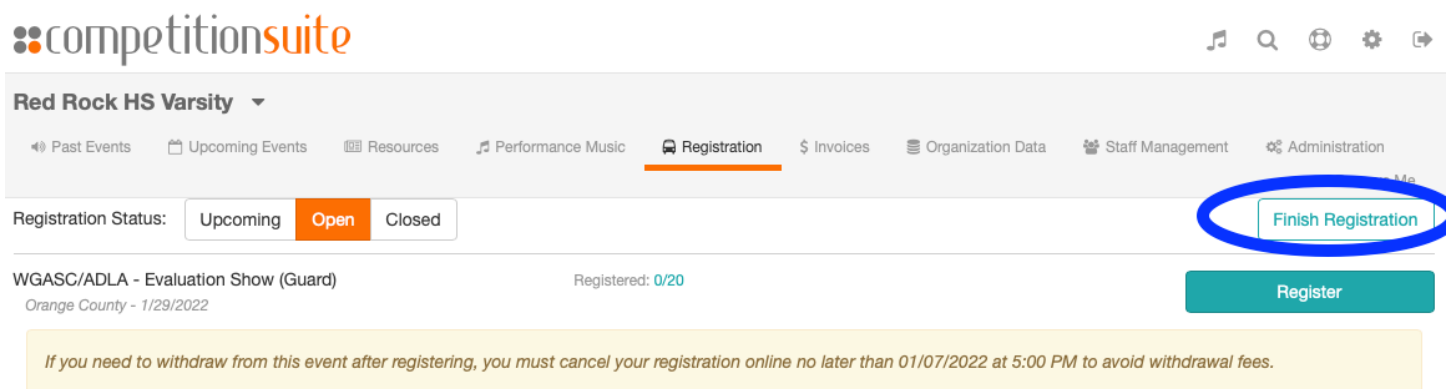 competitionsuite
Red Rock HS Varsity
Past Events Upcoming Events Resources Performance Music Registration $ Invoices Organization Data Staff Management Administration
Me
Registration Status: Upcoming Open Closed Finish Registration
WGASC/ADLA - Evaluation Show (Guard) Registered: 0/20 Register
Orange County - 1/29/2022
If you need to withdraw from this event after registering, you must cancel your registration online no later than 01/07/2022 at 5:00 PM to avoid withdrawal fees.